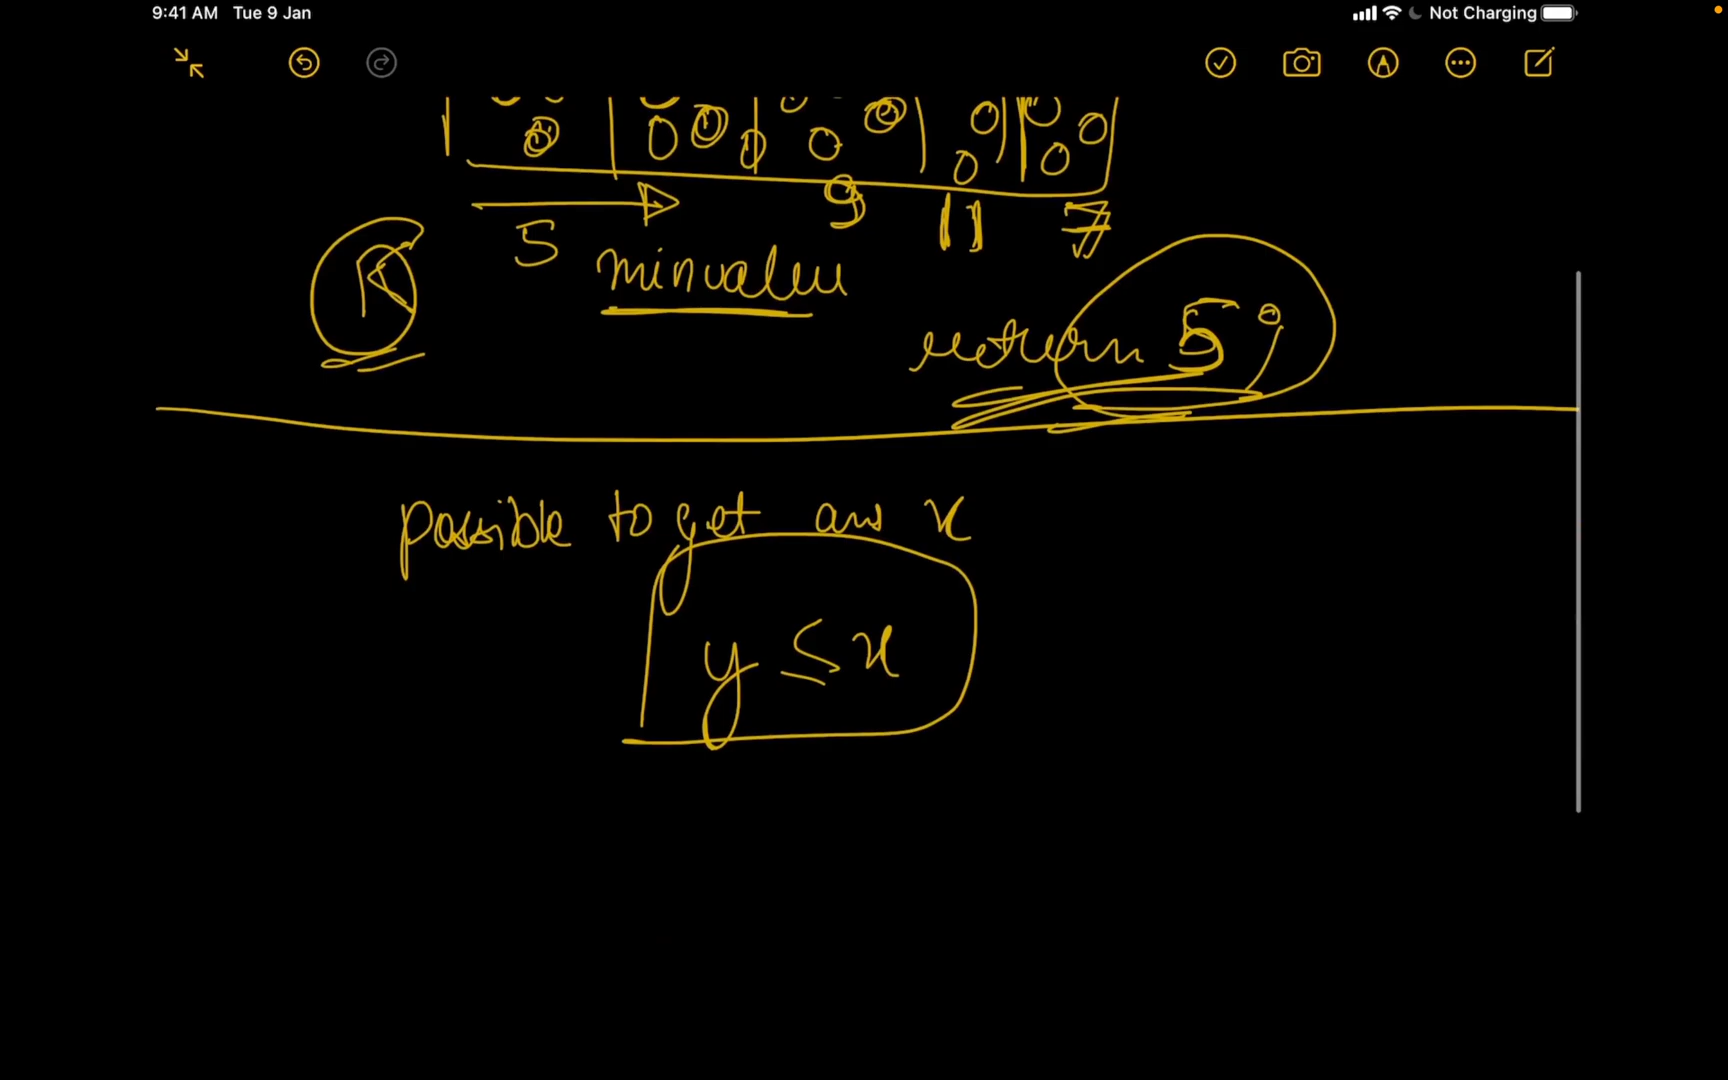 9:41 AM Tue 9 Jan Not Charging
5 9 11 7
K minvalue
return 5;
possible to get ans x
y ≤ x